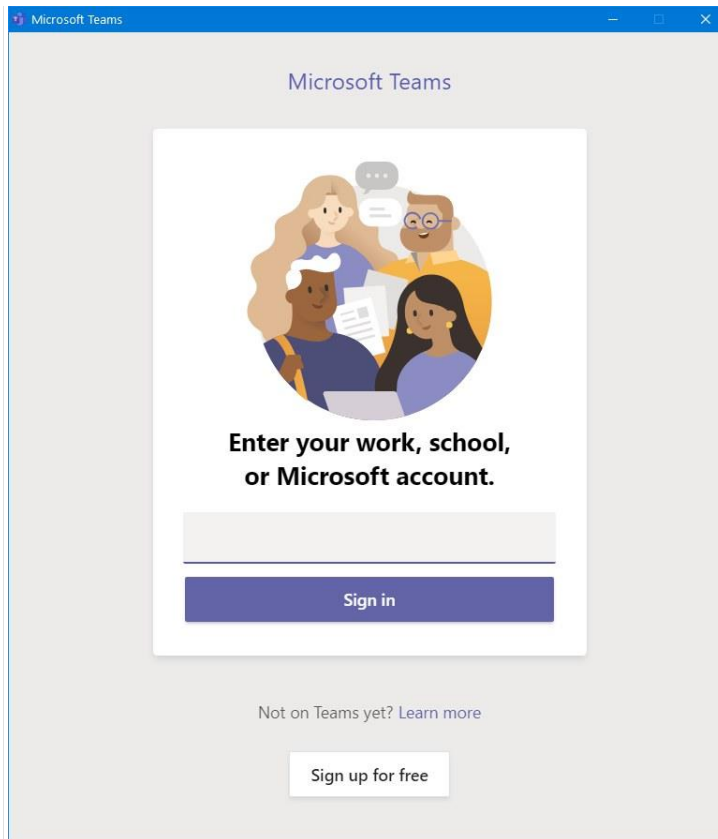 Microsoft Teams
Microsoft Teams
Enter your work, school,
or Microsoft account.
Sign in
Not on Teams yet? Learn more
Sign up for free